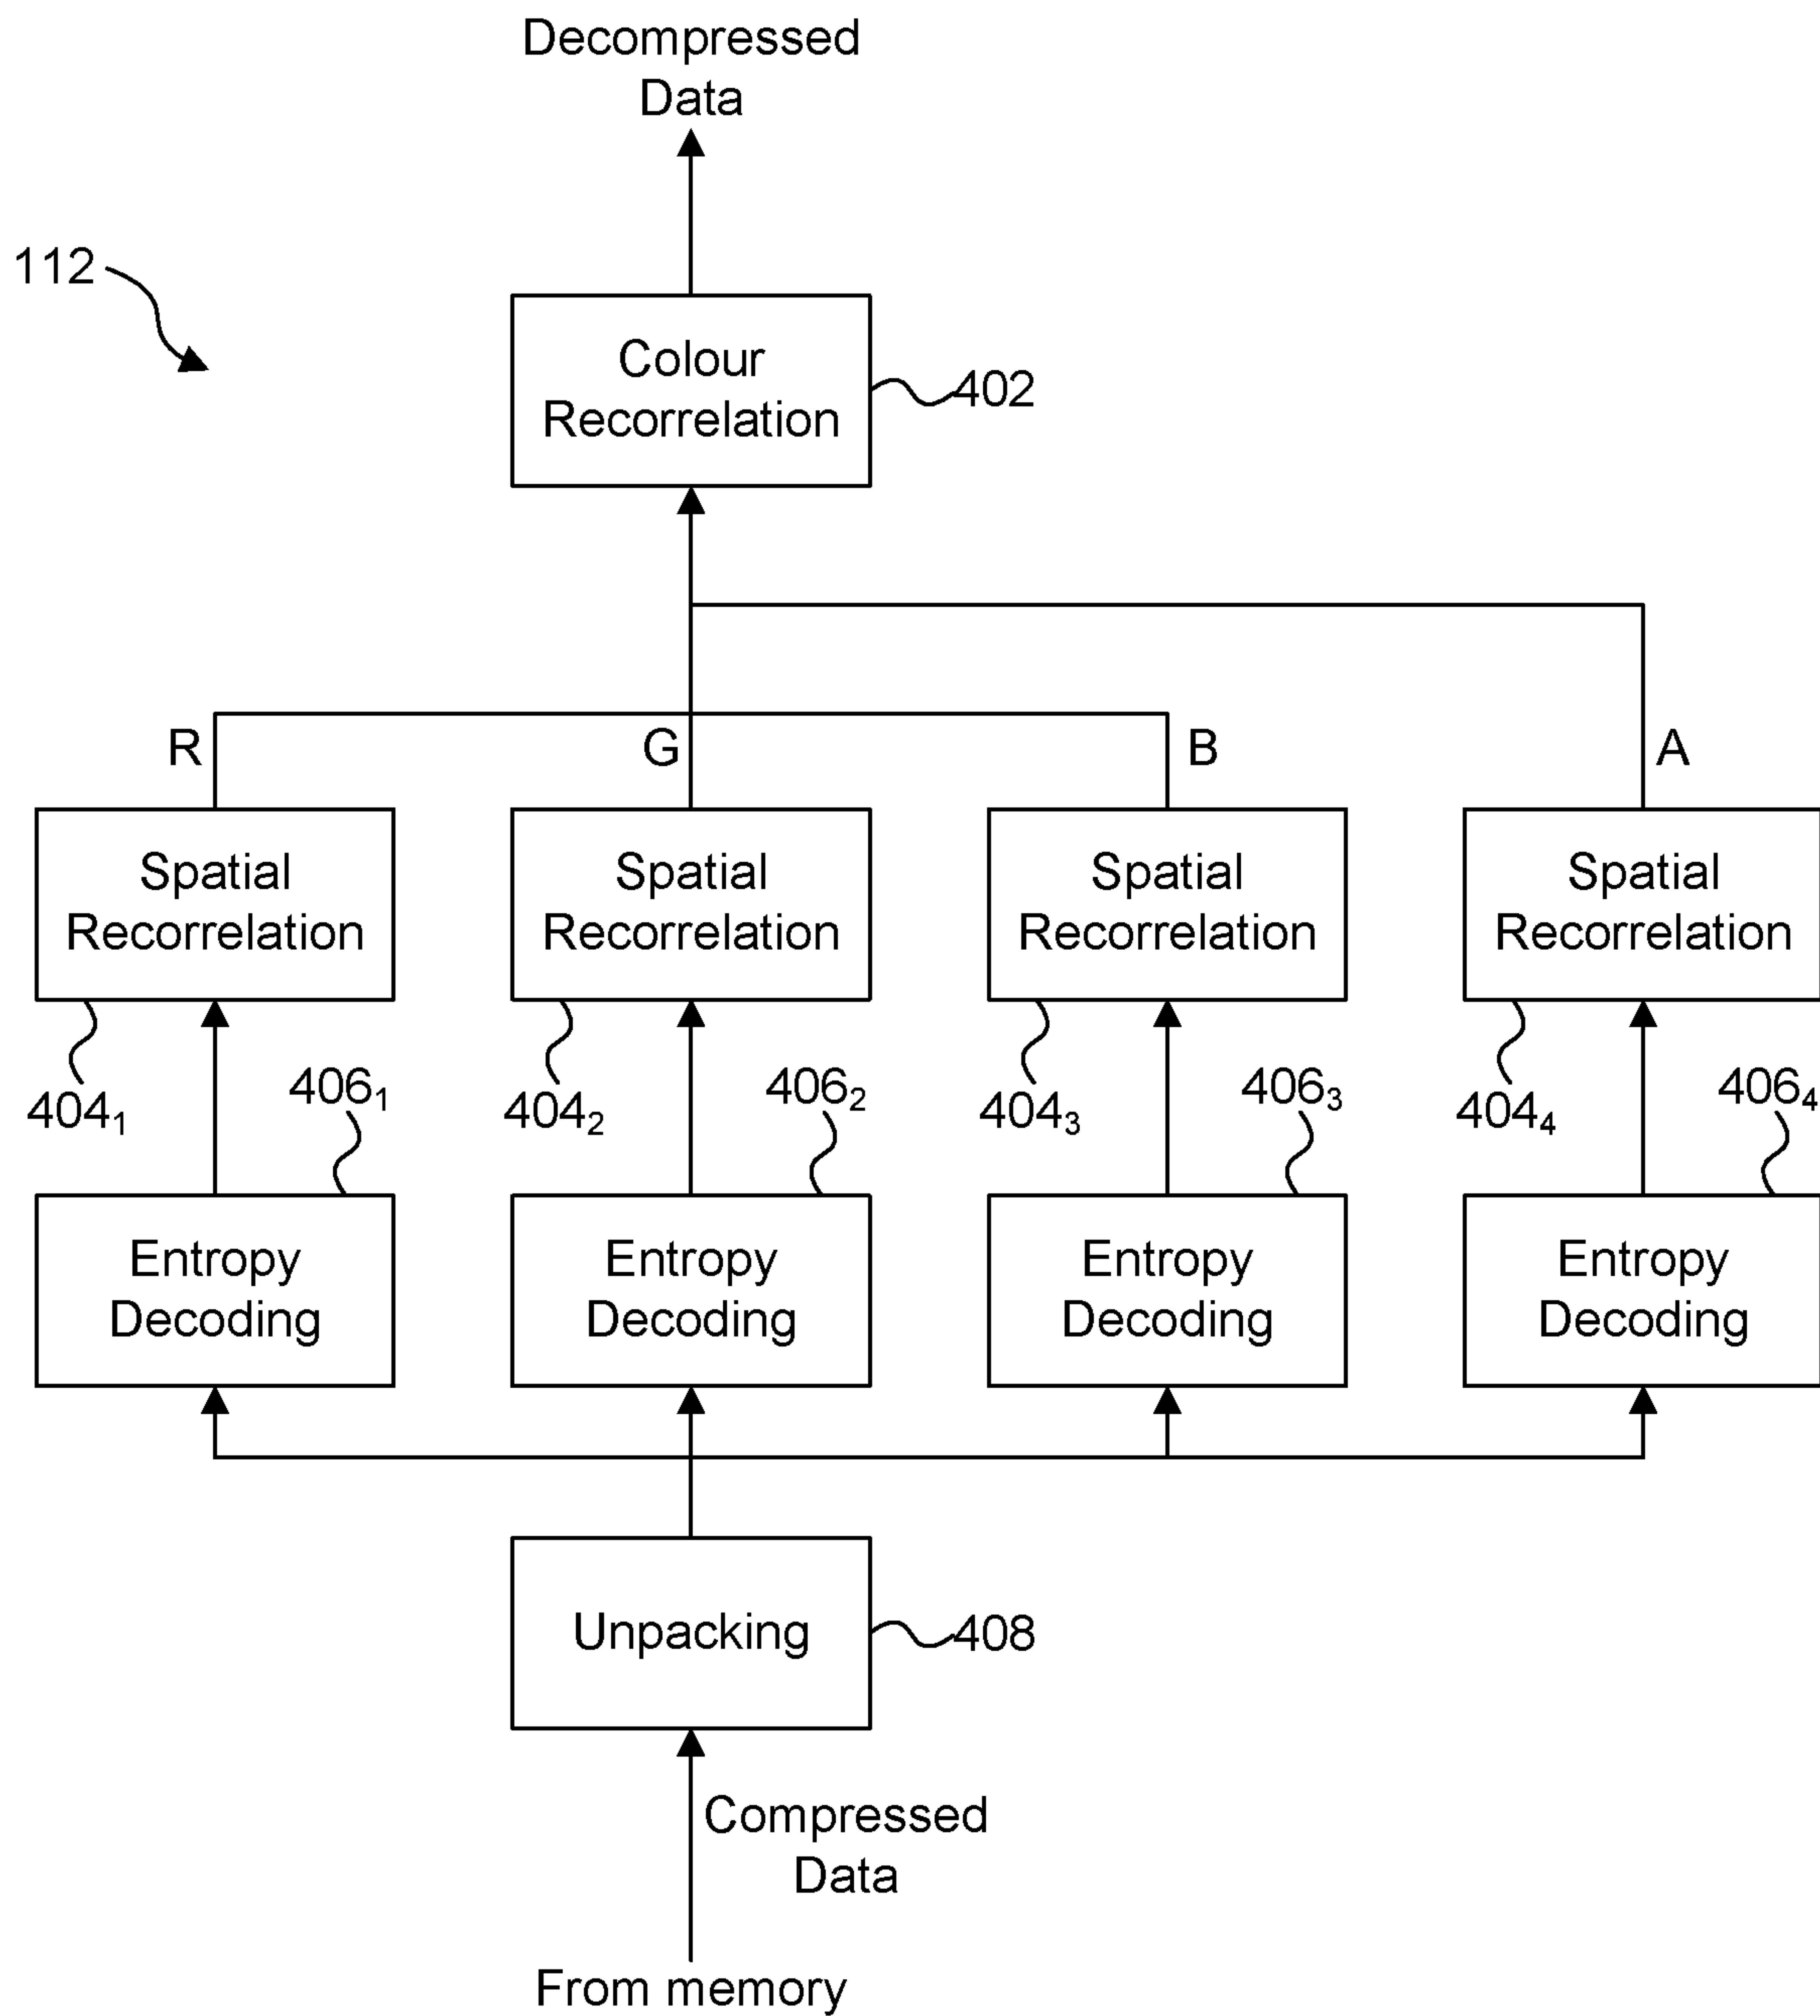 Decompressed
Data
112
Colour
Recorrelation
402
R
G
B
A
Spatial
Recorrelation
Spatial
Recorrelation
Spatial
Recorrelation
Spatial
Recorrelation
404₁
406₁
404₂
406₂
404₃
406₃
404₄
406₄
Entropy
Decoding
Entropy
Decoding
Entropy
Decoding
Entropy
Decoding
Unpacking
408
Compressed
Data
From memory